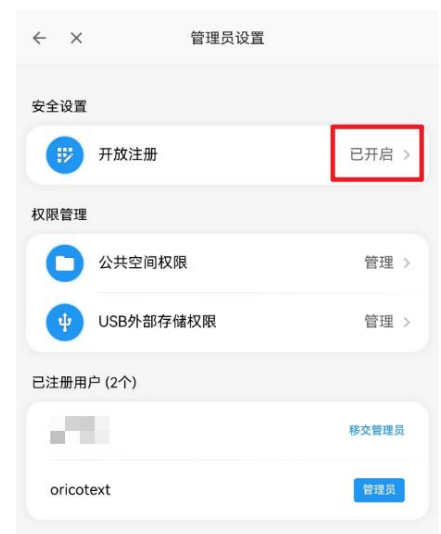 管理员设置
安全设置
开放注册 已开启
权限管理
公共空间权限 管理
USB外部存储权限 管理
已注册用户 (2个)
移交管理员
oricotext 管理员